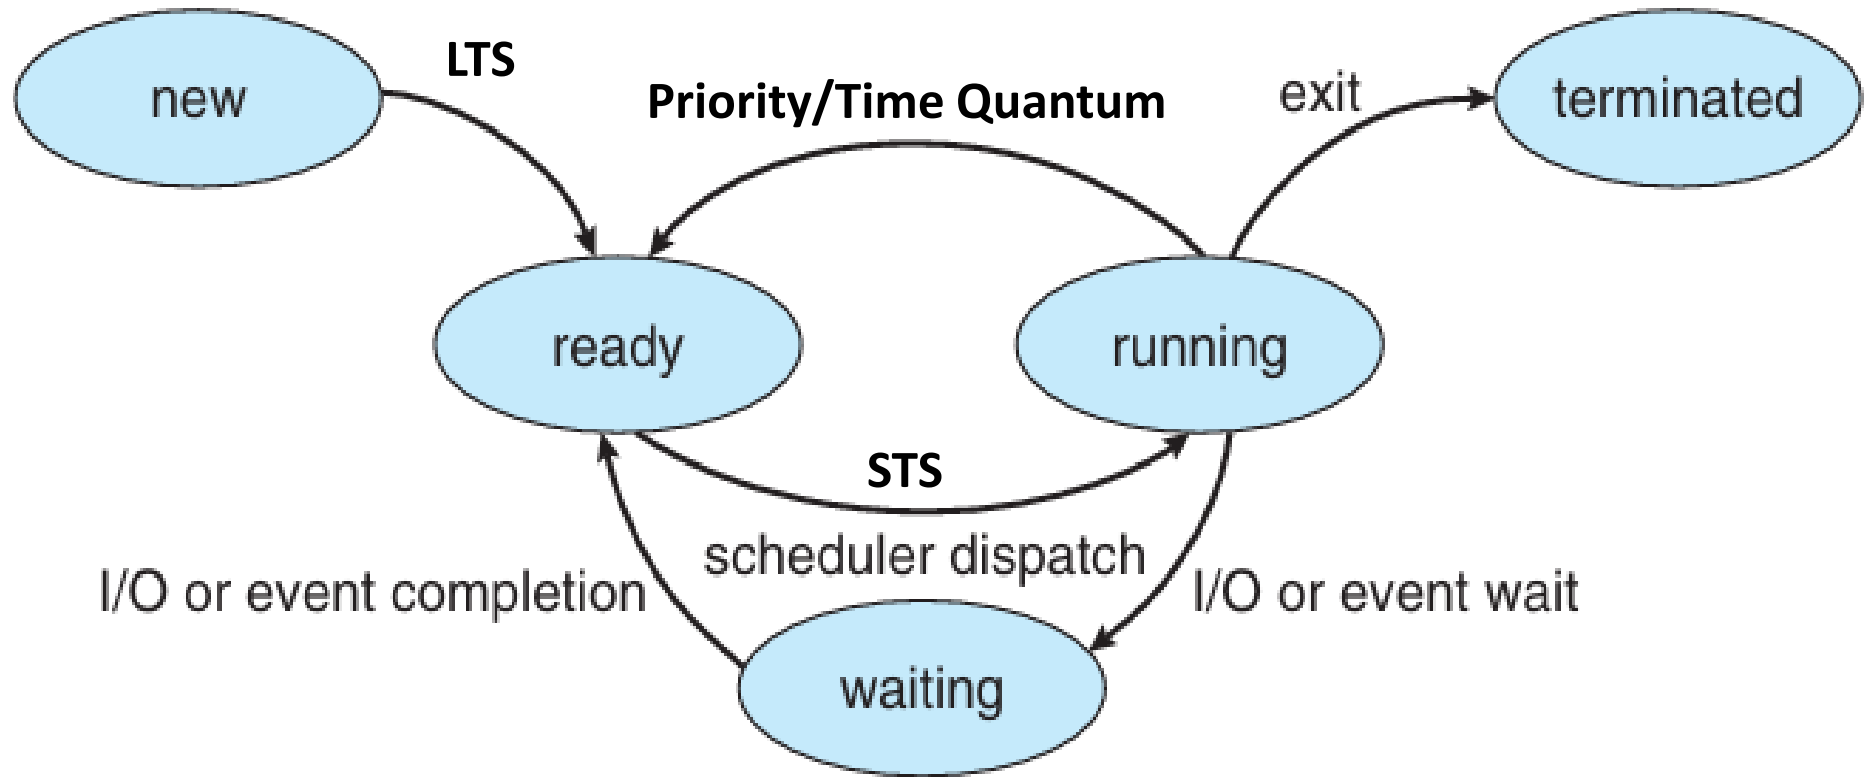 new
LTS
Priority/Time Quantum
exit
terminated
ready
running
STS
scheduler dispatch
I/O or event completion
I/O or event wait
waiting